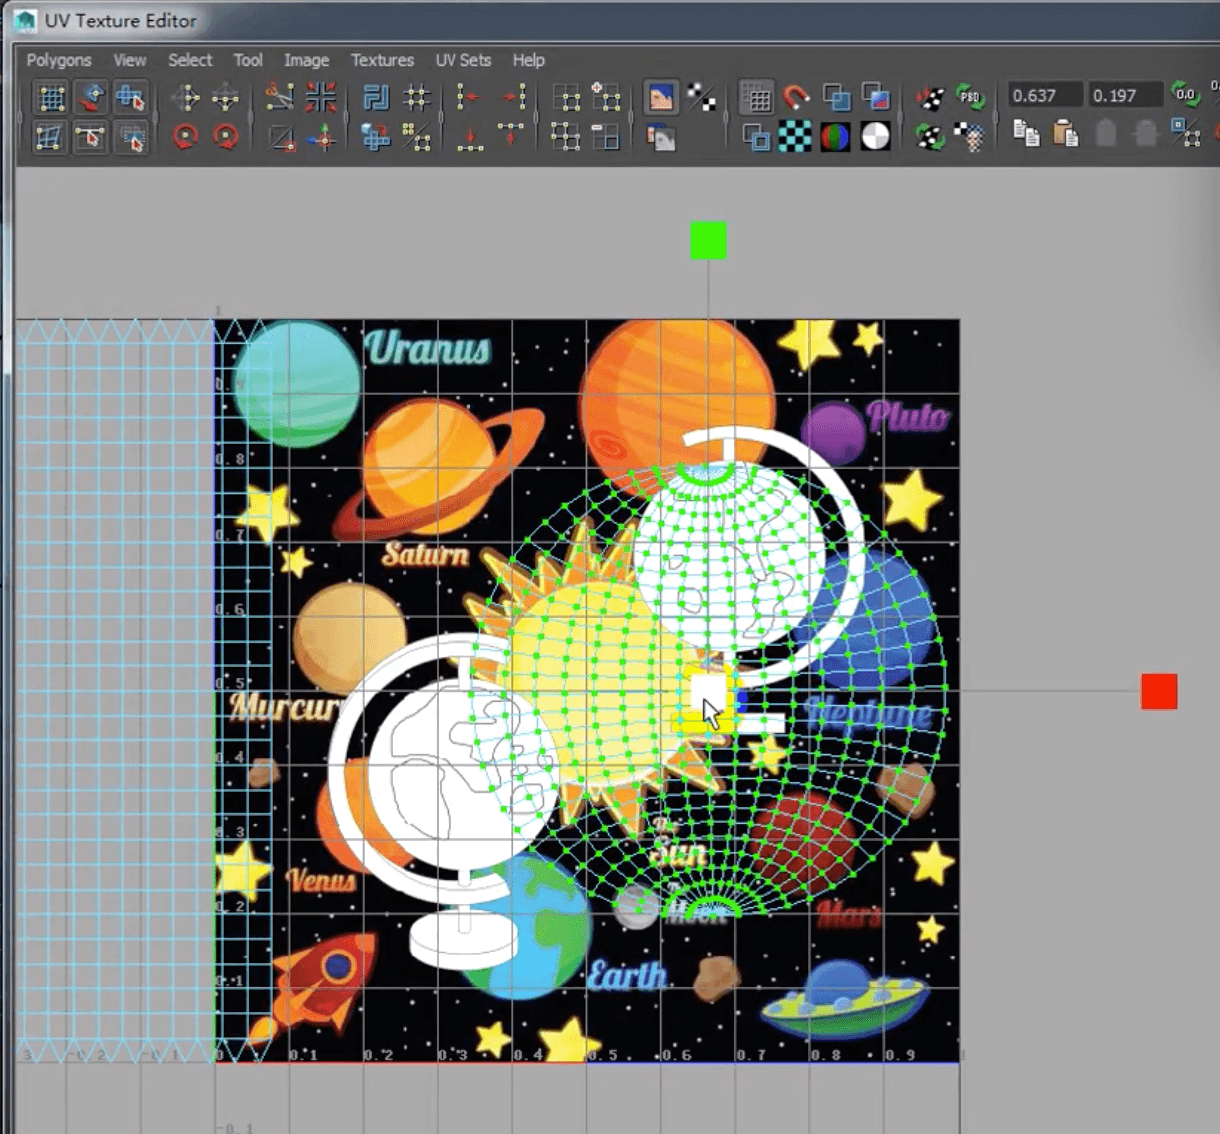 UV Texture Editor
Polygons View Select Tool Image Textures UV Sets Help
PSD
0.637 0.197 0.0
1
Uranus
Pluto
0.8
Saturn
0.7
0.6
0.5
Neptune
0.4
0.3
Sun
Venus
0.2
Moon
Mars
Earth
0.1
3 -0.2 -0.1 0 0.1 0.2 0.3 0.4 0.5 0.6 0.7 0.8 0.9
-0.1